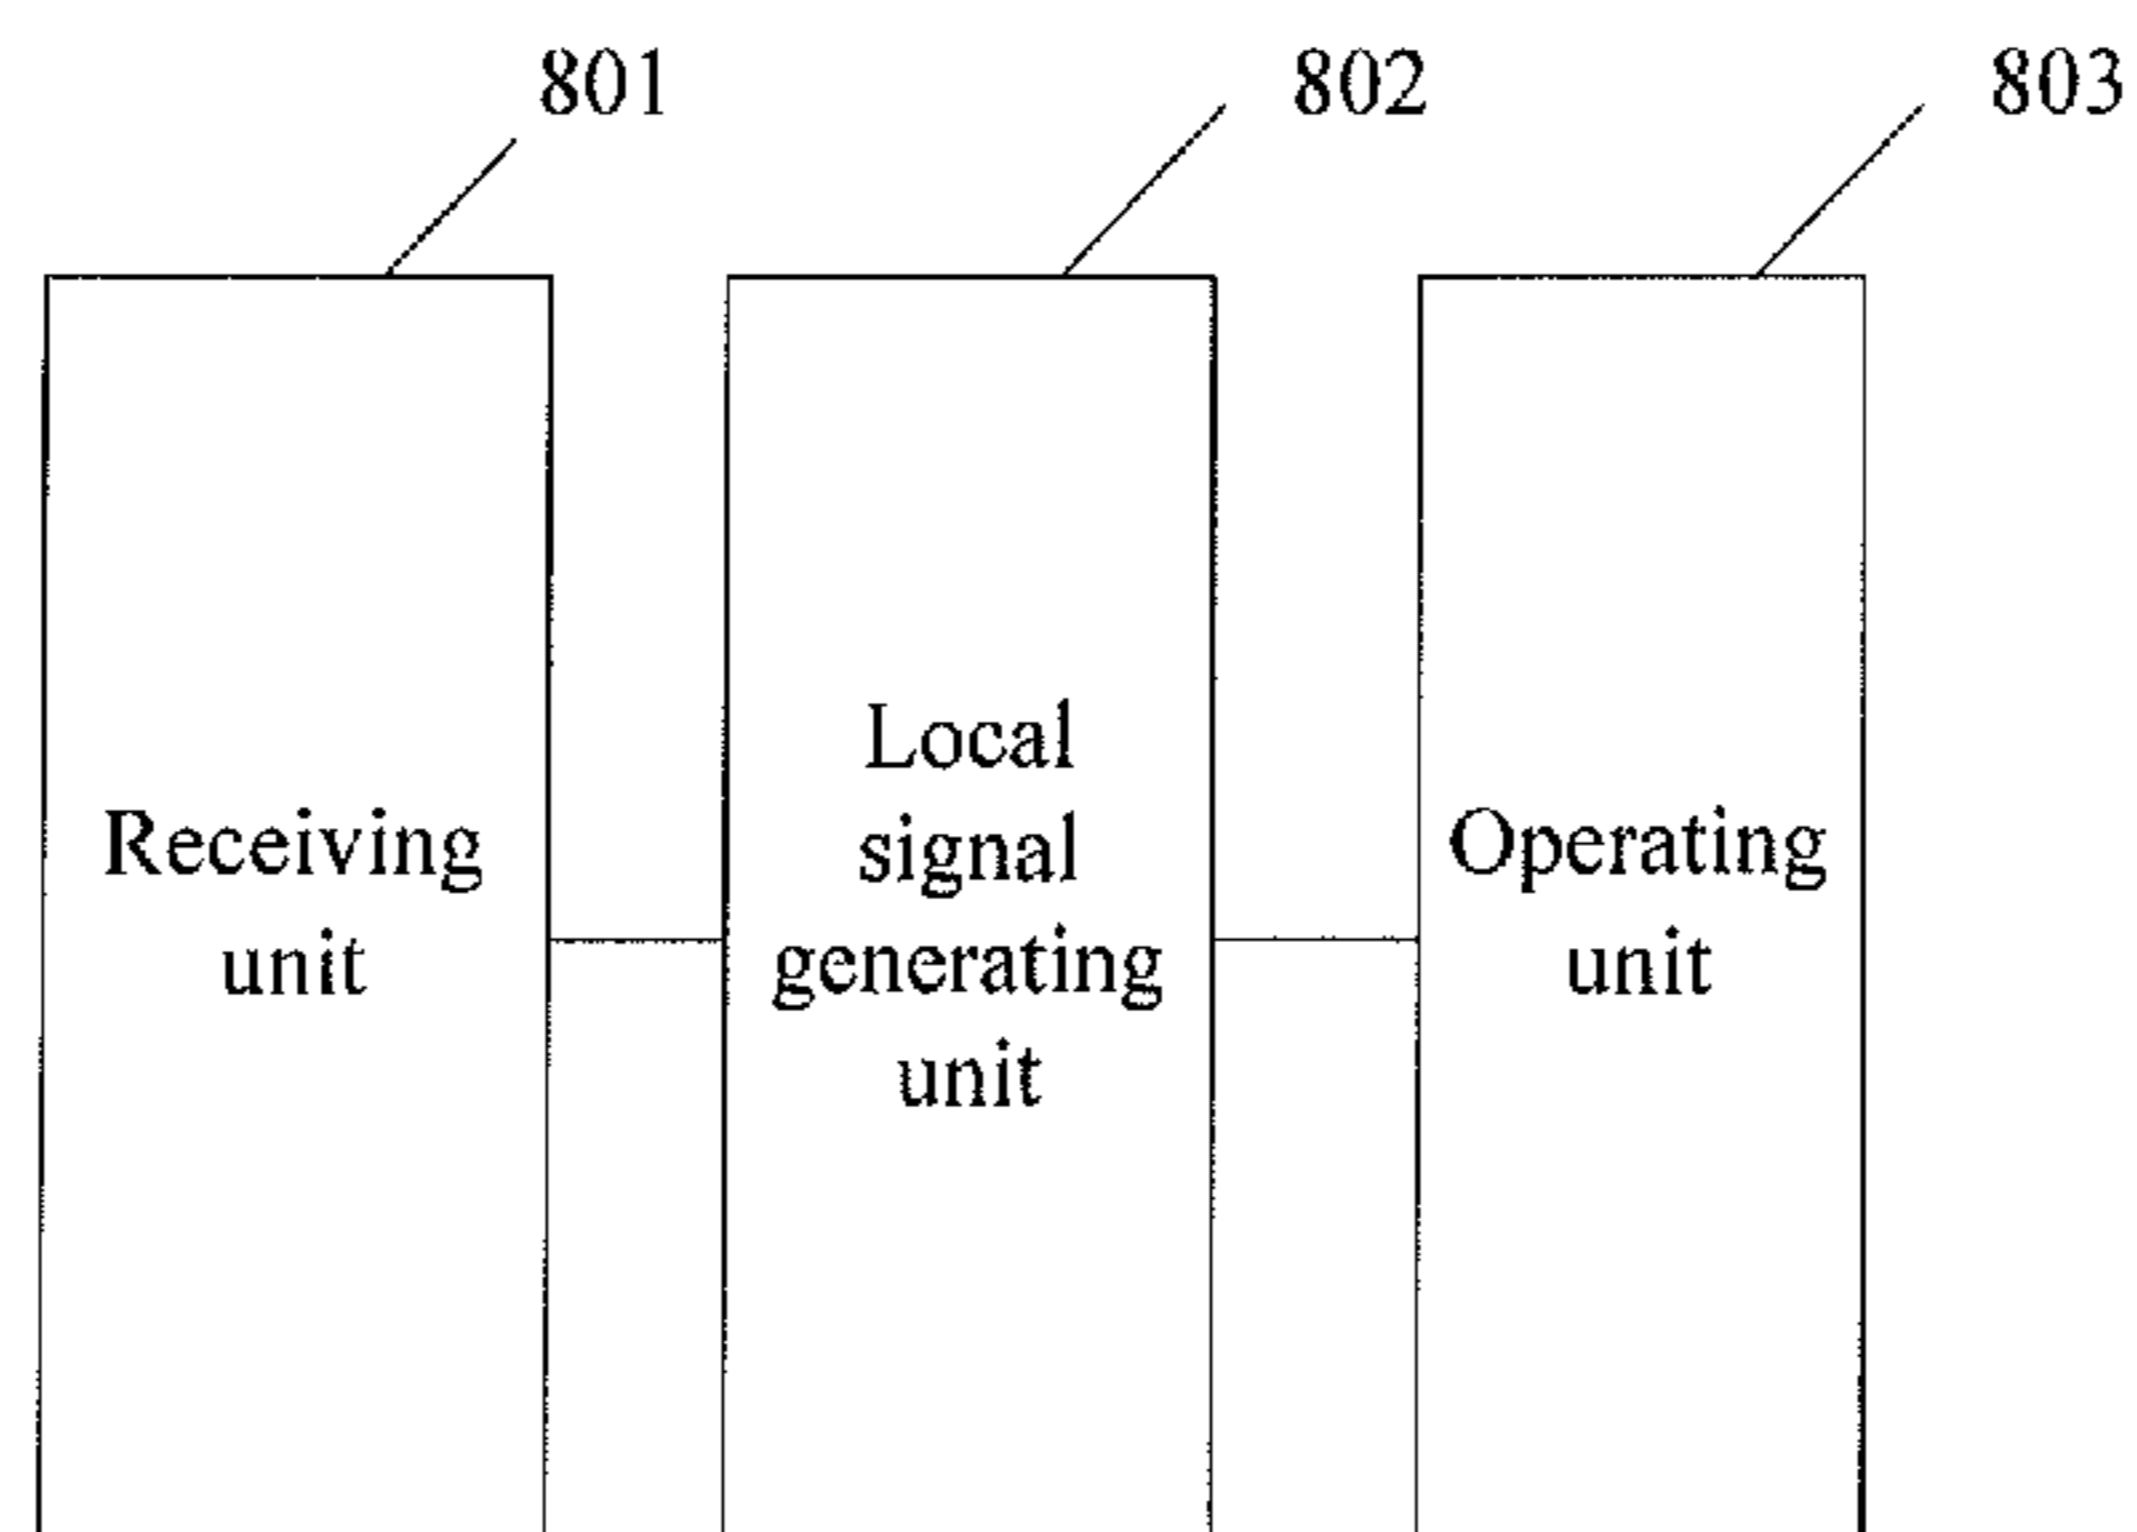 801
802
803
Receiving
unit
Local
signal
generating
unit
Operating
unit